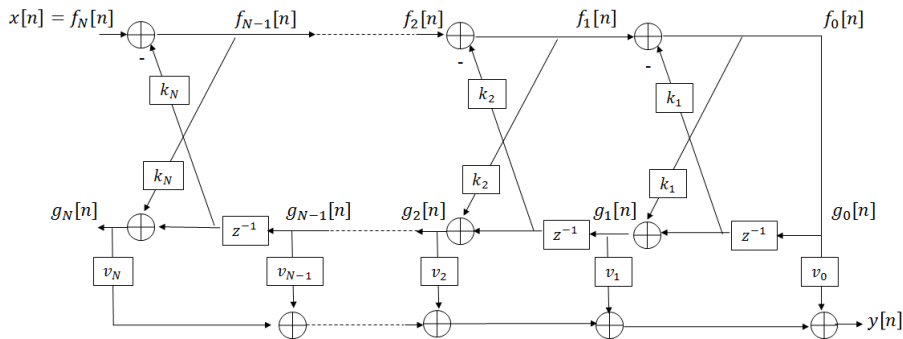 x[n] = f_N[n] f_{N−1}[n] f_2[n] f_1[n] f_0[n]
- - -
k_N k_2 k_1
k_N k_2 k_1
g_N[n] g_{N−1}[n] g_2[n] g_1[n] g_0[n]
z^{−1} z^{−1} z^{−1}
v_N v_{N−1} v_2 v_1 v_0
y[n]